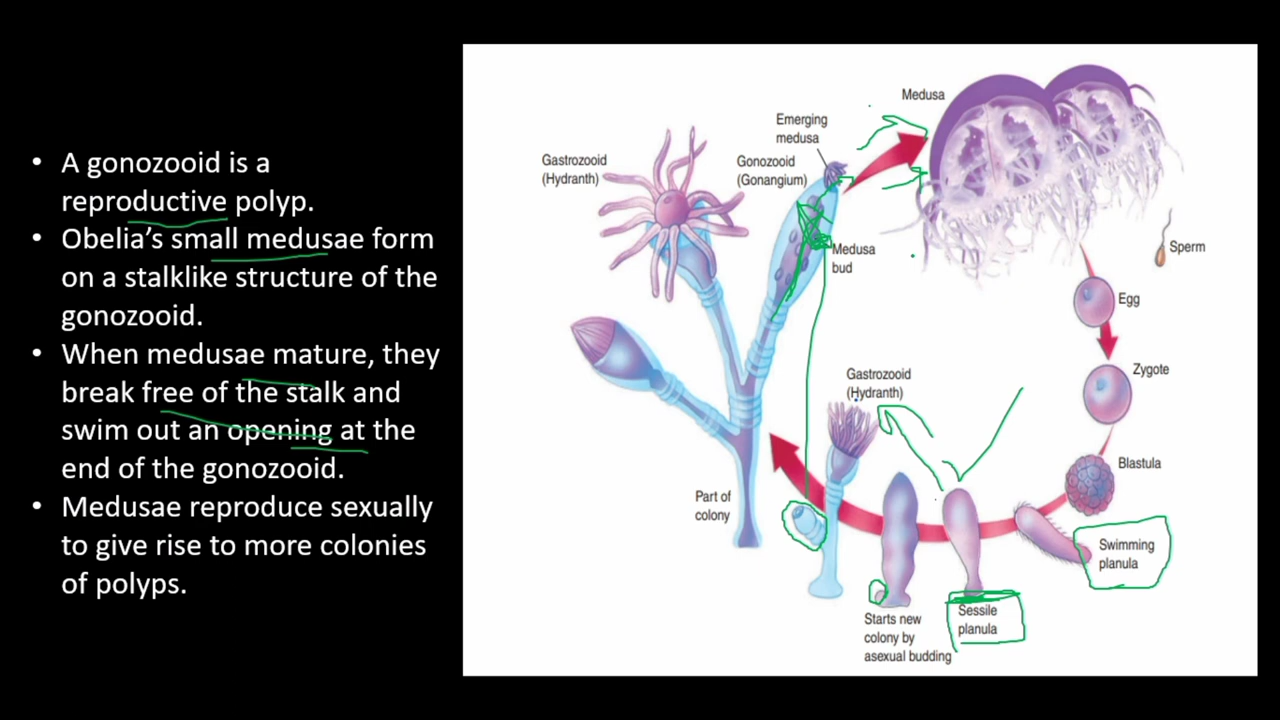 • A gonozooid is a
reproductive polyp.
• Obelia’s small medusae form
on a stalklike structure of the
gonozooid.
• When medusae mature, they
break free of the stalk and
swim out an opening at the
end of the gonozooid.
• Medusae reproduce sexually
to give rise to more colonies
of polyps.
Medusa
Emerging
medusa
Gastrozooid
(Hydranth)
Gonozooid
(Gonangium)
Medusa
bud
Sperm
Egg
Zygote
Gastrozooid
(Hydranth)
Blastula
Part of
colony
Swimming
planula
Sessile
planula
Starts new
colony by
asexual budding